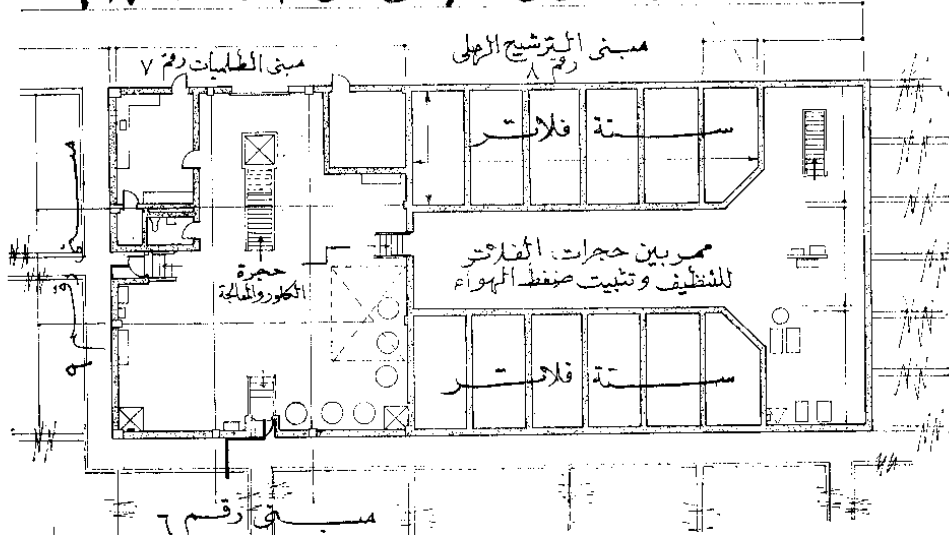 مبنى الترشيح الرملى
رقم ٨
مبنى الطلمبات رقم ٧
ستة فلاتر
ممر بين حجرات الفلاتر
للتنظيف وتثبيت ضغط الهواء
حجرة
الكلور والمعالجة
ستة فلاتر
مبنى رقم ٦